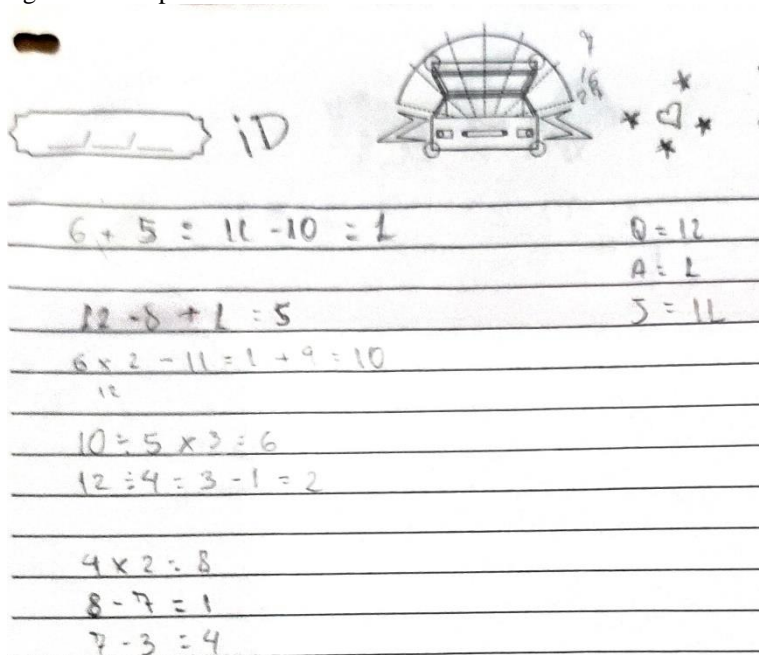 iD
6 + 5 = 11 - 10 = 1
Q = 12
A = 1
J = 11
12 - 8 + 1 = 5
6 x 2 - 11 = 1 + 9 = 10
12
10 ÷ 5 x 3 = 6
12 ÷ 4 = 3 - 1 = 2
4 x 2 = 8
8 - 7 = 1
7 - 3 = 4